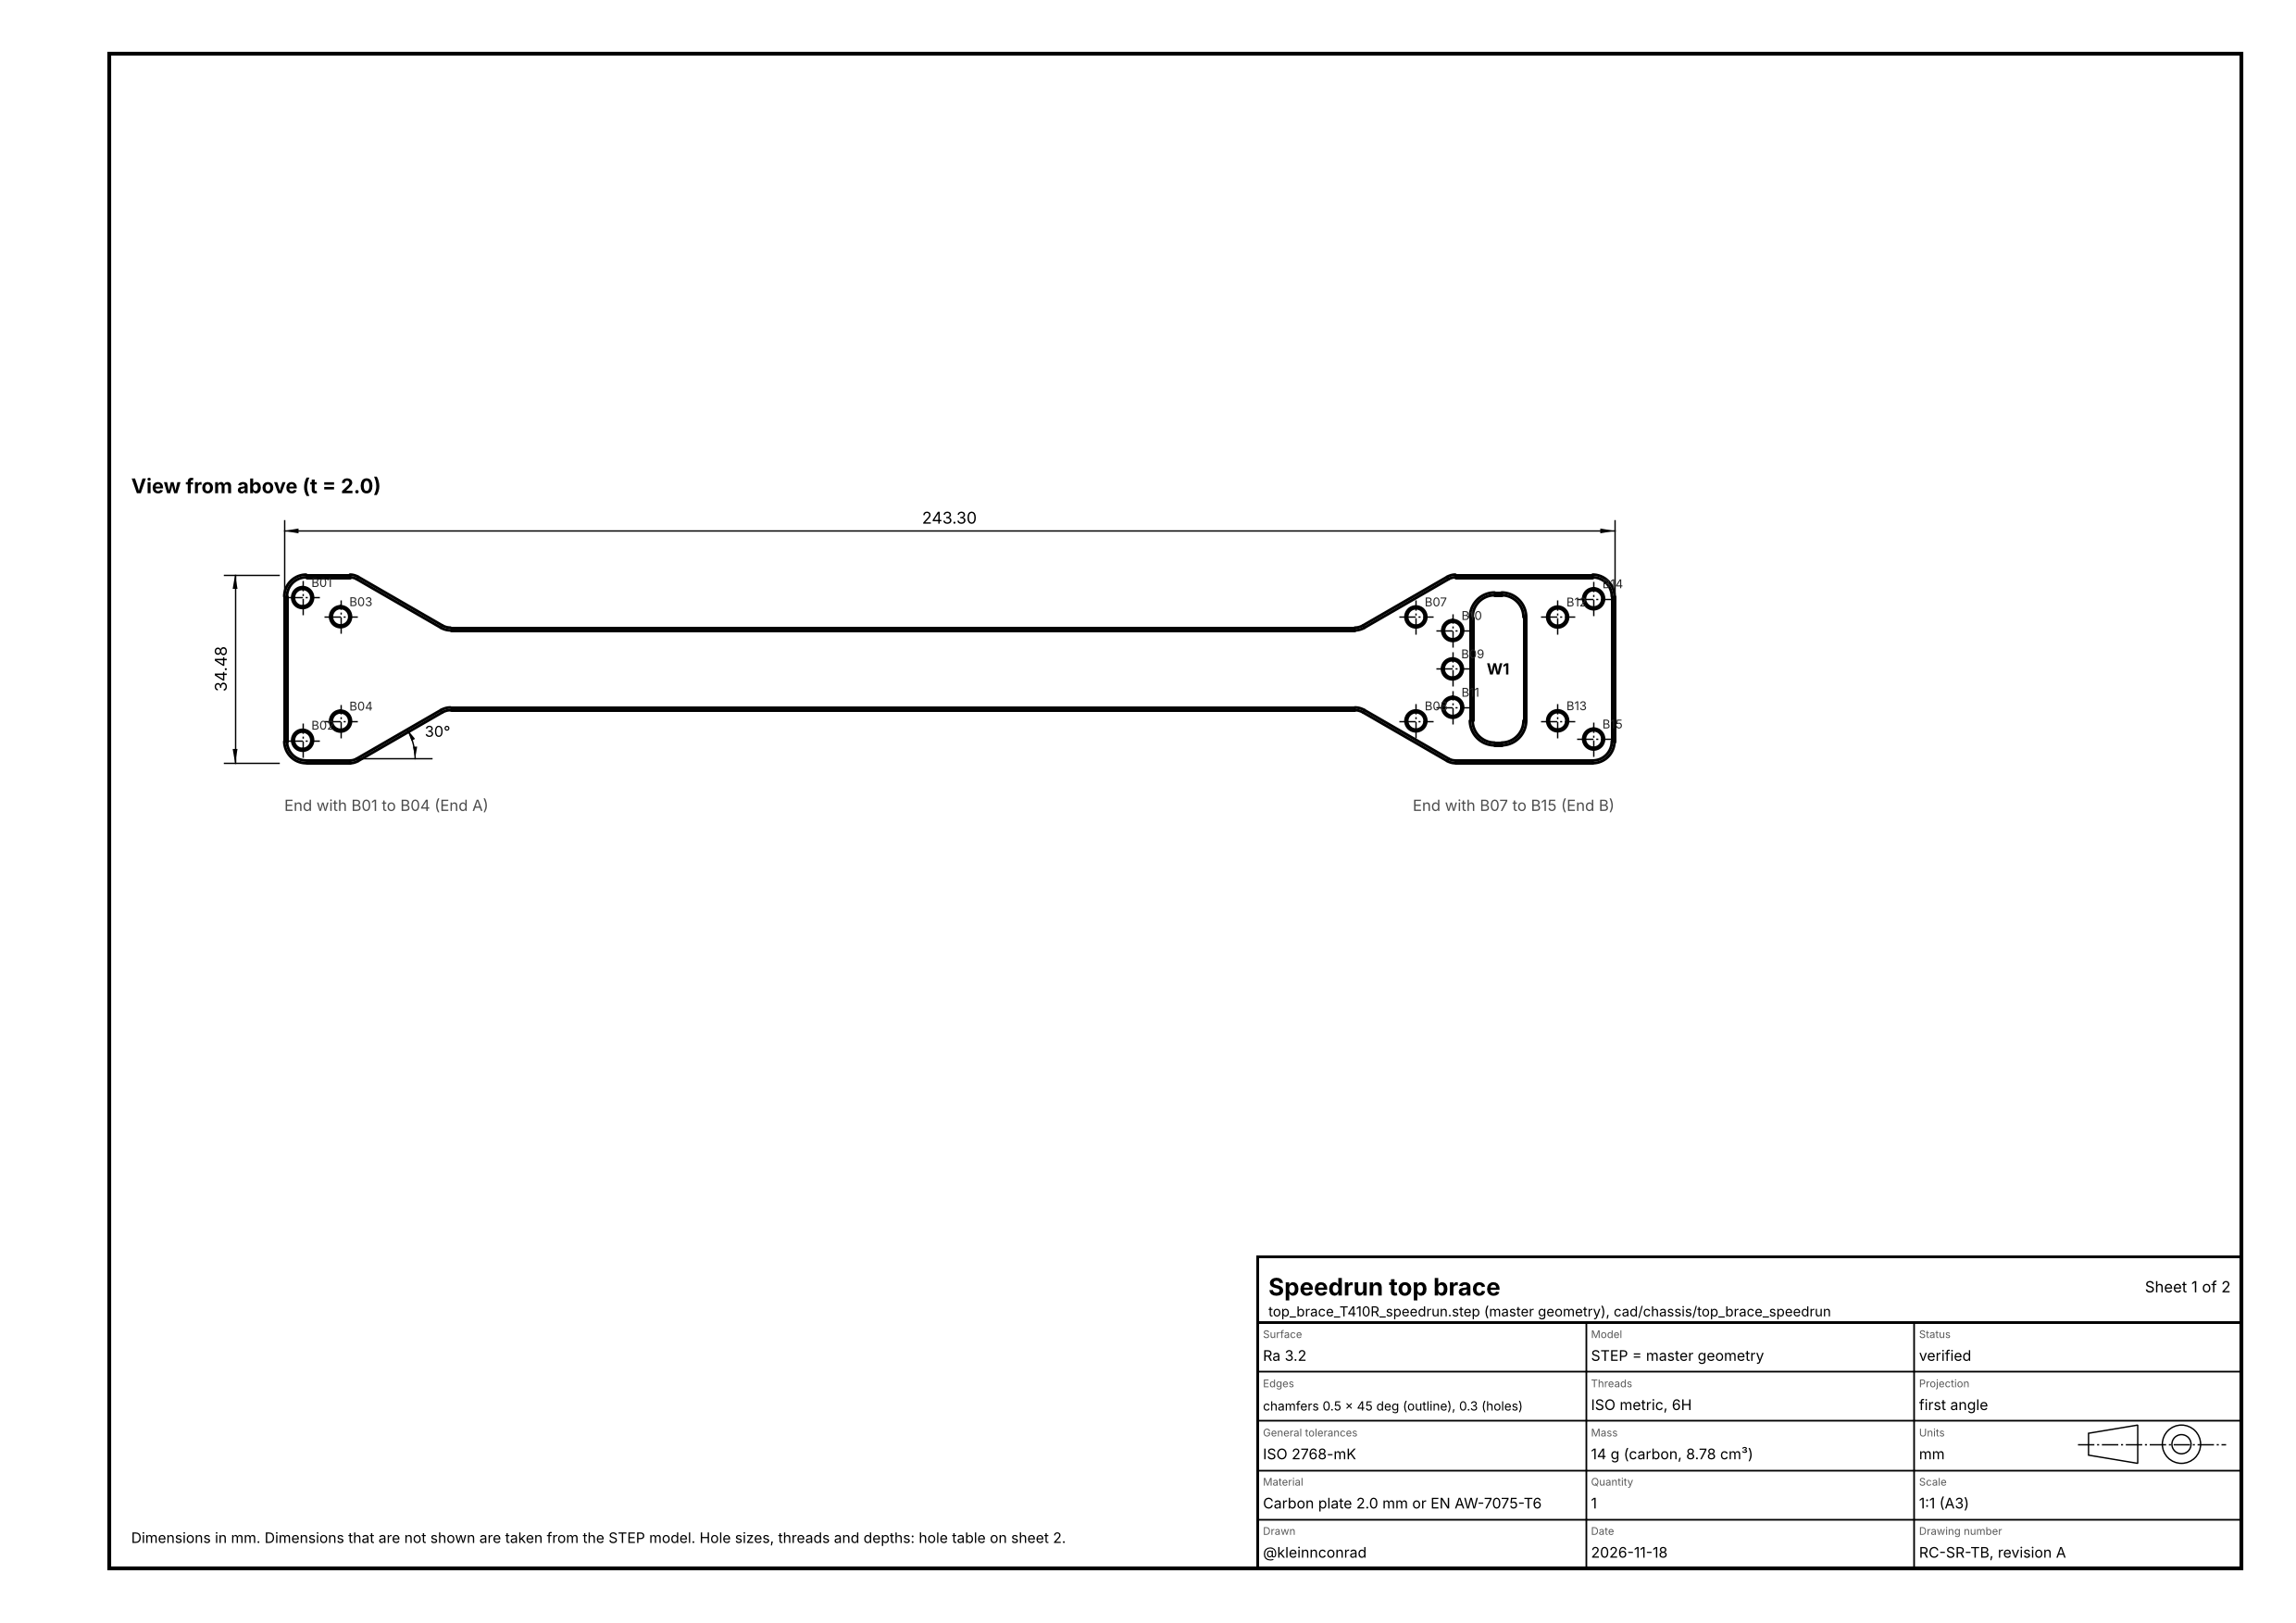 View from above (t = 2.0)
243.30
34.48
B01
B03
B04
30°
B07
B09
W1
B13
End with B01 to B04 (End A)
End with B07 to B15 (End B)
Speedrun top brace
Sheet 1 of 2
top_brace_T410R_speedrun.step (master geometry), cad/chassis/top_brace_speedrun
Surface
Model
Status
Ra 3.2
STEP = master geometry
verified
Edges
Threads
Projection
chamfers 0.5 × 45 deg (outline), 0.3 (holes)
ISO metric, 6H
first angle
General tolerances
Mass
Units
ISO 2768-mK
14 g (carbon, 8.78 cm³)
mm
Material
Quantity
Scale
Carbon plate 2.0 mm or EN AW-7075-T6
1
1:1 (A3)
Drawn
Date
Drawing number
@kleinnconrad
2026-11-18
RC-SR-TB, revision A
Dimensions in mm. Dimensions that are not shown are taken from the STEP model. Hole sizes, threads and depths: hole table on sheet 2.